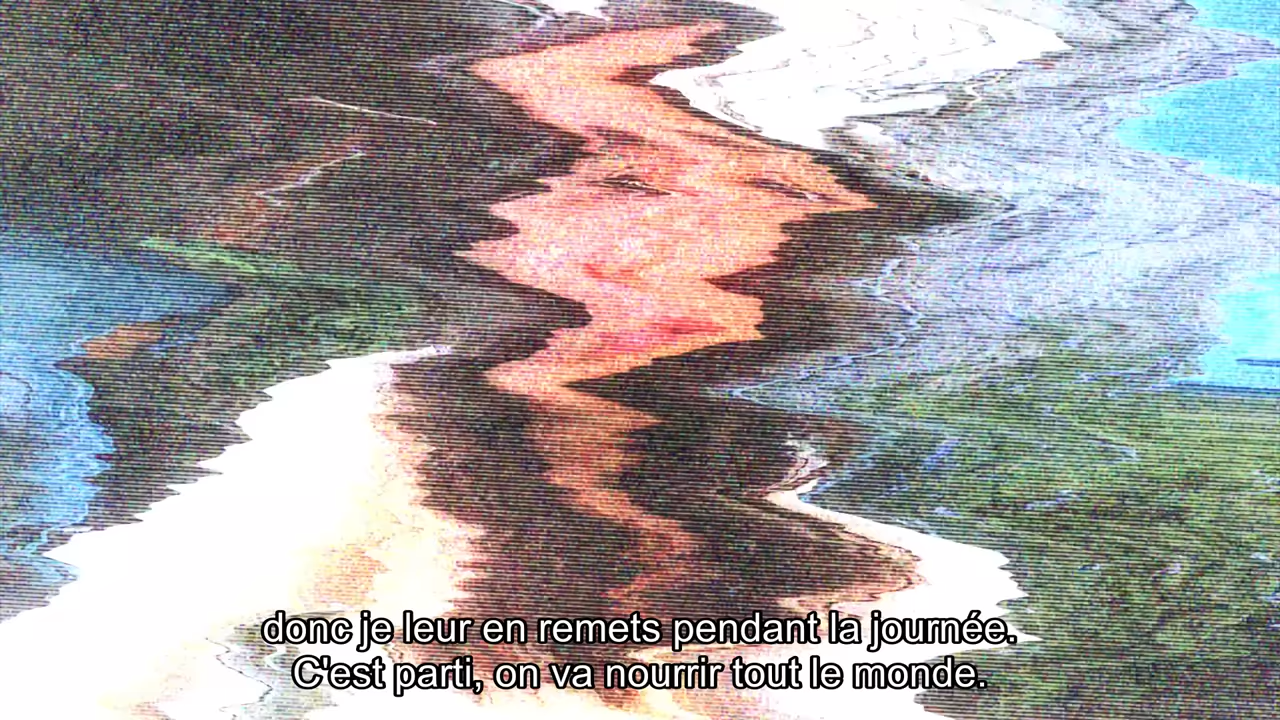 donc je leur en remets pendant la journée.
C'est parti, on va nourrir tout le monde.